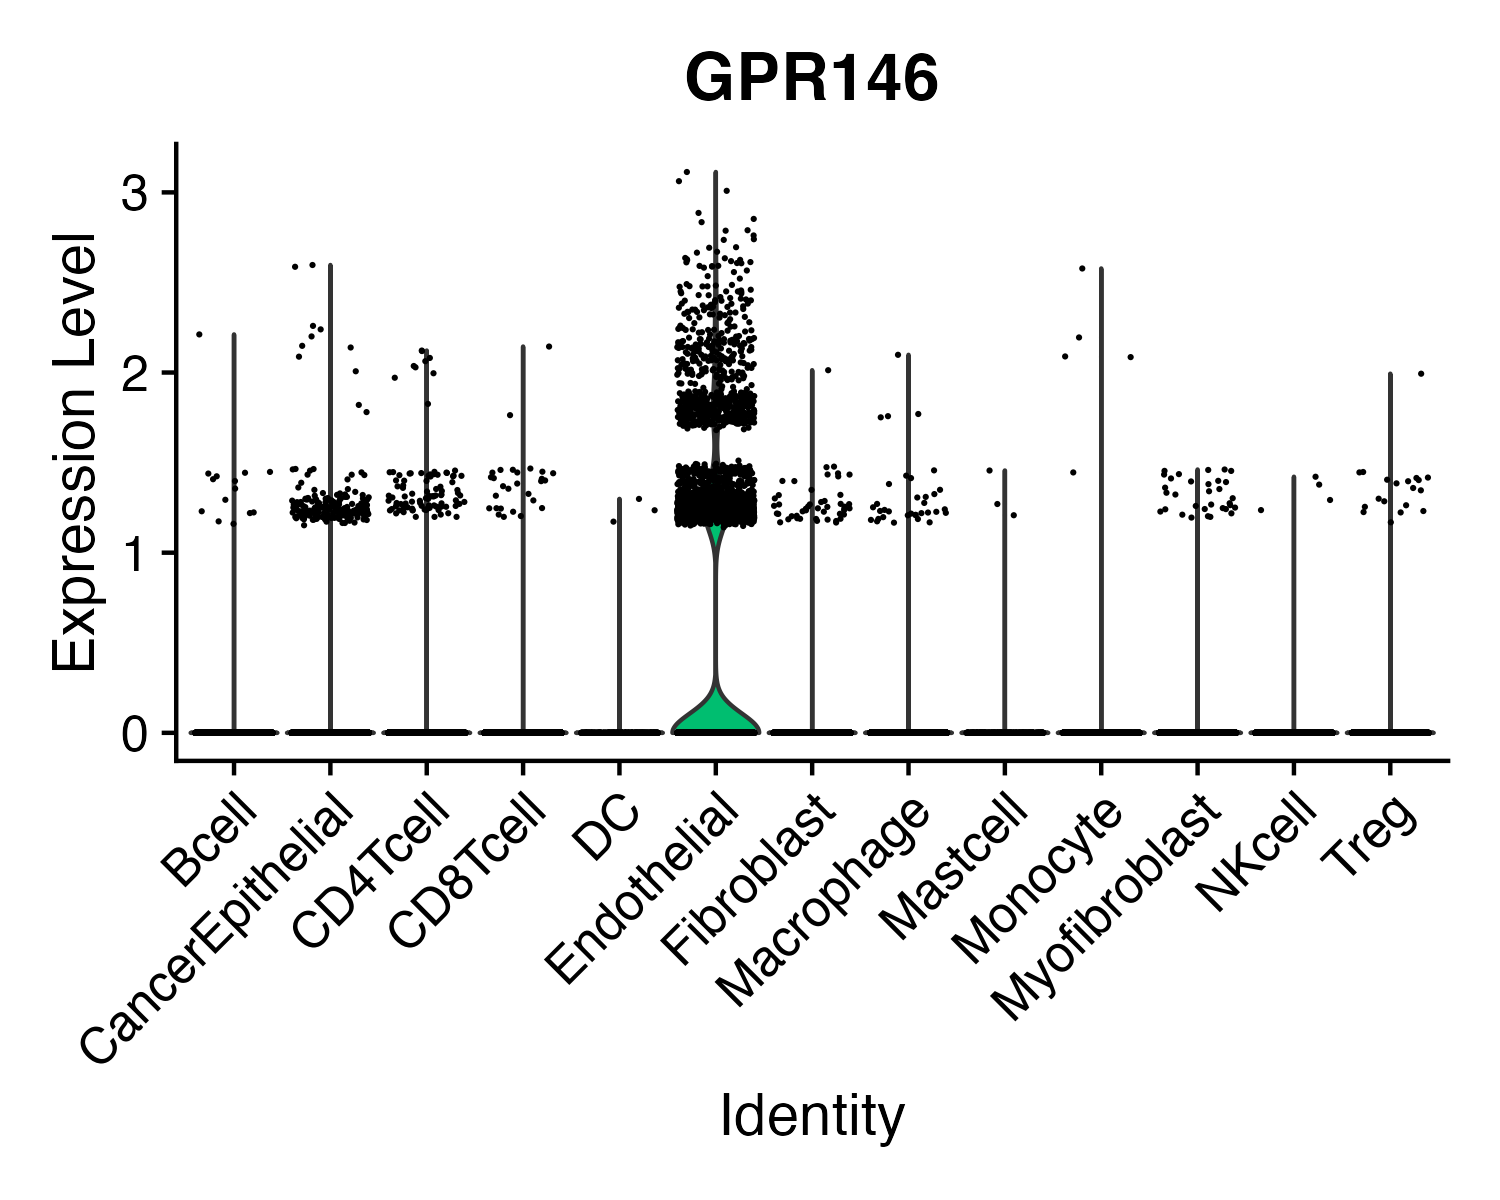 GPR146
Expression Level
3
2
1
0
Bcell
CancerEpithelial
CD4Tcell
CD8Tcell
DC
Endothelial
Fibroblast
Macrophage
Mastcell
Monocyte
Myofibroblast
NKcell
Treg
Identity